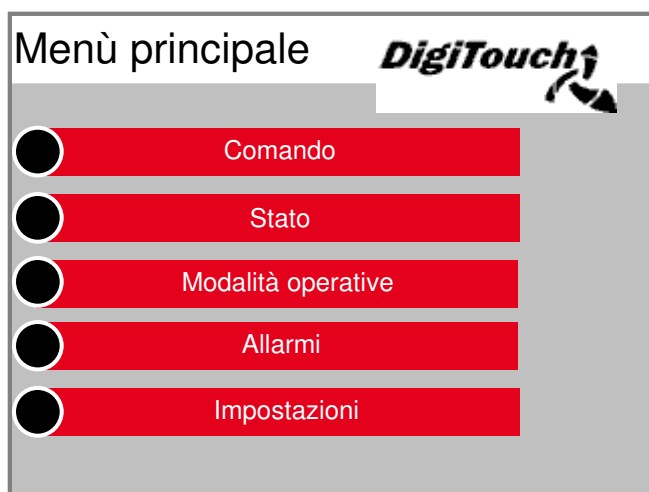 Menù principale
DigiTouch
Comando
Stato
Modalità operative
Allarmi
Impostazioni